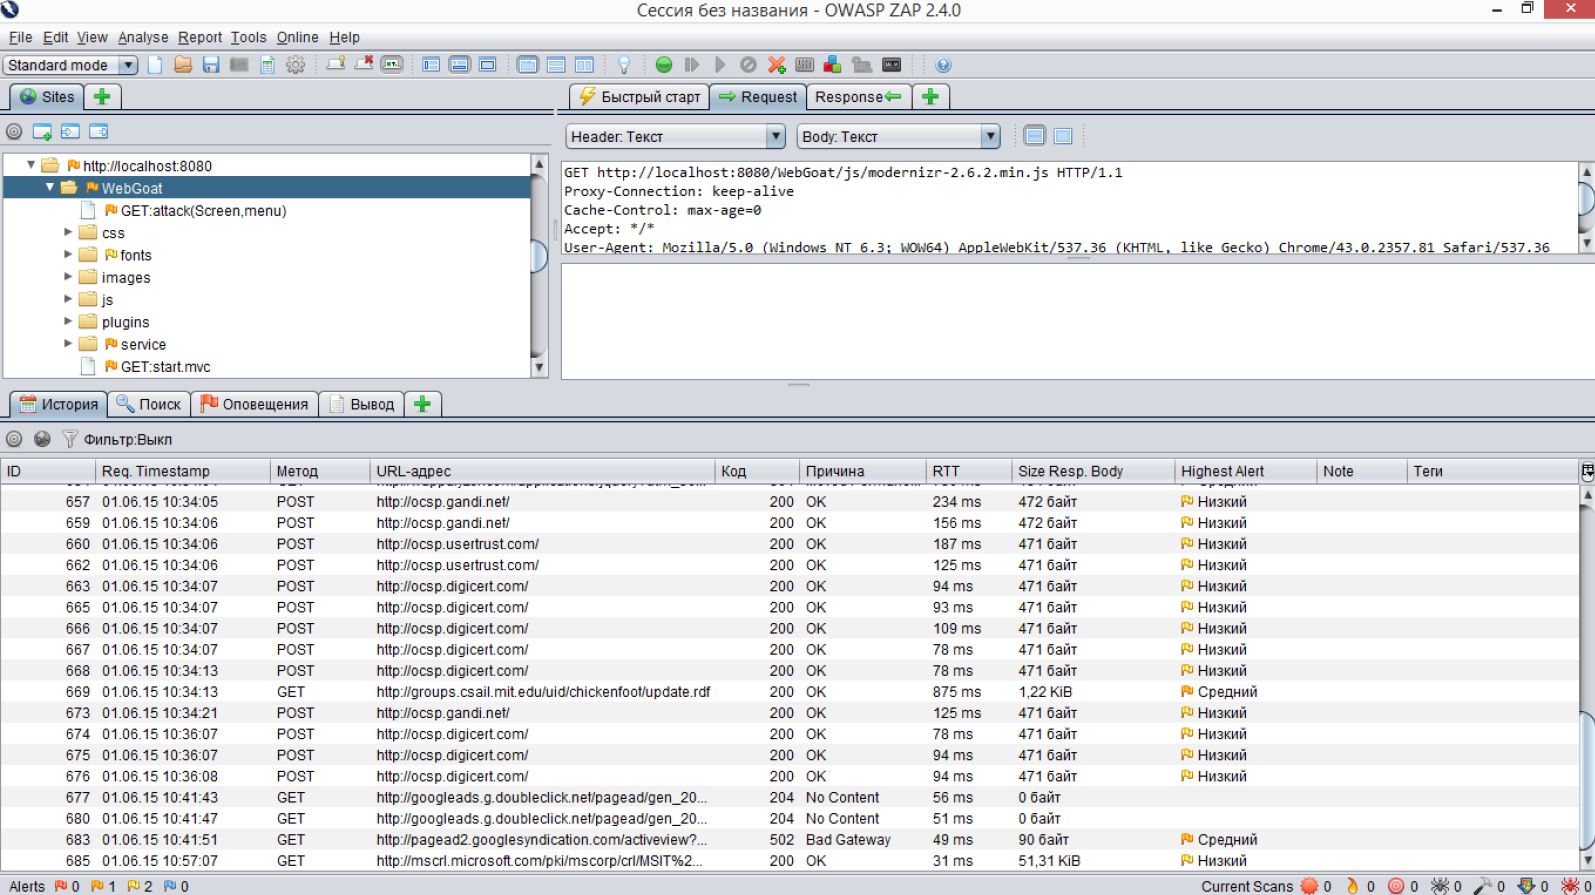 Сессия без названия - OWASP ZAP 2.4.0
File Edit View Analyse Report Tools Online Help
Standard mode
Sites
Быстрый старт Request Response
Header: Текст Body: Текст
http://localhost:8080
WebGoat
GET:attack(Screen,menu)
css
fonts
images
js
plugins
service
GET:start.mvc
GET http://localhost:8080/WebGoat/js/modernizr-2.6.2.min.js HTTP/1.1
Proxy-Connection: keep-alive
Cache-Control: max-age=0
Accept: */*
User-Agent: Mozilla/5.0 (Windows NT 6.3; WOW64) AppleWebKit/537.36 (KHTML, like Gecko) Chrome/43.0.2357.81 Safari/537.36
История Поиск Оповещения Вывод
Фильтр:Выкл
ID Req. Timestamp Метод URL-адрес Код Причина RTT Size Resp. Body Highest Alert Note Теги
657 01.06.15 10:34:05 POST http://ocsp.gandi.net/ 200 OK 234 ms 472 байт Низкий
659 01.06.15 10:34:06 POST http://ocsp.gandi.net/ 200 OK 156 ms 472 байт Низкий
660 01.06.15 10:34:06 POST http://ocsp.usertrust.com/ 200 OK 187 ms 471 байт Низкий
662 01.06.15 10:34:06 POST http://ocsp.usertrust.com/ 200 OK 125 ms 471 байт Низкий
663 01.06.15 10:34:07 POST http://ocsp.digicert.com/ 200 OK 94 ms 471 байт Низкий
665 01.06.15 10:34:07 POST http://ocsp.digicert.com/ 200 OK 93 ms 471 байт Низкий
666 01.06.15 10:34:07 POST http://ocsp.digicert.com/ 200 OK 109 ms 471 байт Низкий
667 01.06.15 10:34:07 POST http://ocsp.digicert.com/ 200 OK 78 ms 471 байт Низкий
668 01.06.15 10:34:13 POST http://ocsp.digicert.com/ 200 OK 78 ms 471 байт Низкий
669 01.06.15 10:34:13 GET http://groups.csail.mit.edu/uid/chickenfoot/update.rdf 200 OK 875 ms 1,22 KiB Средний
673 01.06.15 10:34:21 POST http://ocsp.gandi.net/ 200 OK 125 ms 471 байт Низкий
674 01.06.15 10:36:07 POST http://ocsp.digicert.com/ 200 OK 78 ms 471 байт Низкий
675 01.06.15 10:36:07 POST http://ocsp.digicert.com/ 200 OK 94 ms 471 байт Низкий
676 01.06.15 10:36:08 POST http://ocsp.digicert.com/ 200 OK 94 ms 471 байт Низкий
677 01.06.15 10:41:43 GET http://googleads.g.doubleclick.net/pagead/gen_20... 204 No Content 56 ms 0 байт
680 01.06.15 10:41:47 GET http://googleads.g.doubleclick.net/pagead/gen_20... 204 No Content 51 ms 0 байт
683 01.06.15 10:41:51 GET http://pagead2.googlesyndication.com/activeview?... 502 Bad Gateway 49 ms 90 байт Средний
685 01.06.15 10:57:07 GET http://mscrl.microsoft.com/pki/mscorp/crl/MSIT%2... 200 OK 31 ms 51,31 KiB Низкий
Alerts 0 1 2 0 Current Scans 0 0 0 0 0 0 0